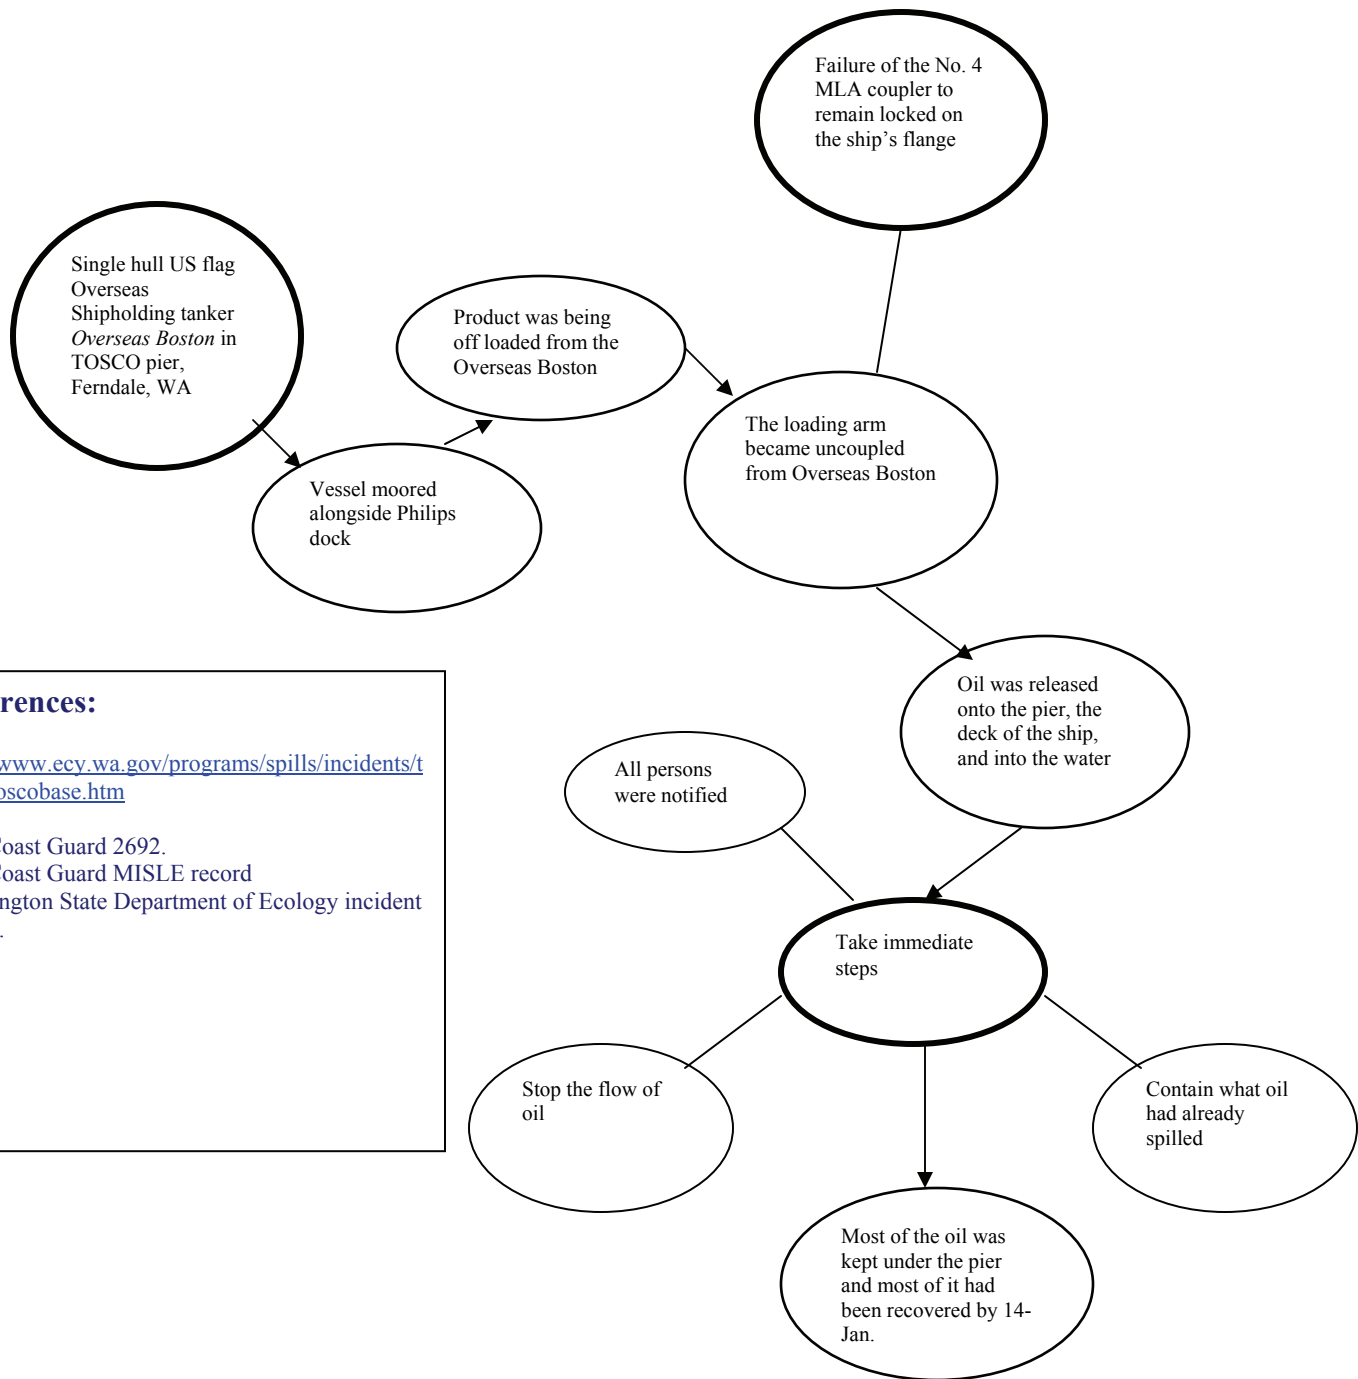 Failure of the No. 4
MLA coupler to
remain locked on
the ship's flange
Single hull US flag
Overseas
Shipholding tanker
Overseas Boston in
TOSCO pier,
Ferndale, WA
Product was being
off loaded from the
Overseas Boston
The loading arm
became uncoupled
from Overseas Boston
Vessel moored
alongside Philips
dock
Oil was released
onto the pier, the
deck of the ship,
and into the water
All persons
were notified
Take immediate
steps
Stop the flow of
oil
Contain what oil
had already
spilled
Most of the oil was
kept under the pier
and most of it had
been recovered by 14-
Jan.
rences:
www.ecy.wa.gov/programs/spills/incidents/t
oscobase.htm
Coast Guard 2692.
Coast Guard MISLE record
ngton State Department of Ecology incident
.